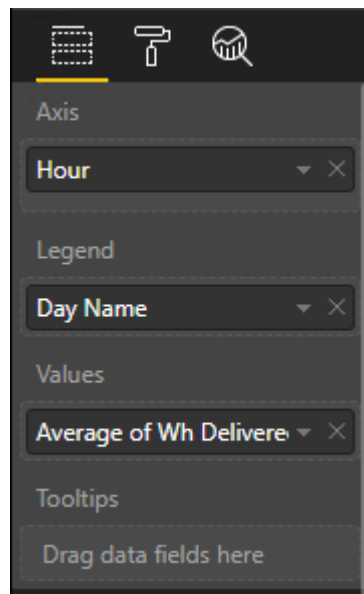 Axis
Hour
Legend
Day Name
Values
Average of Wh Delivere
Tooltips
Drag data fields here